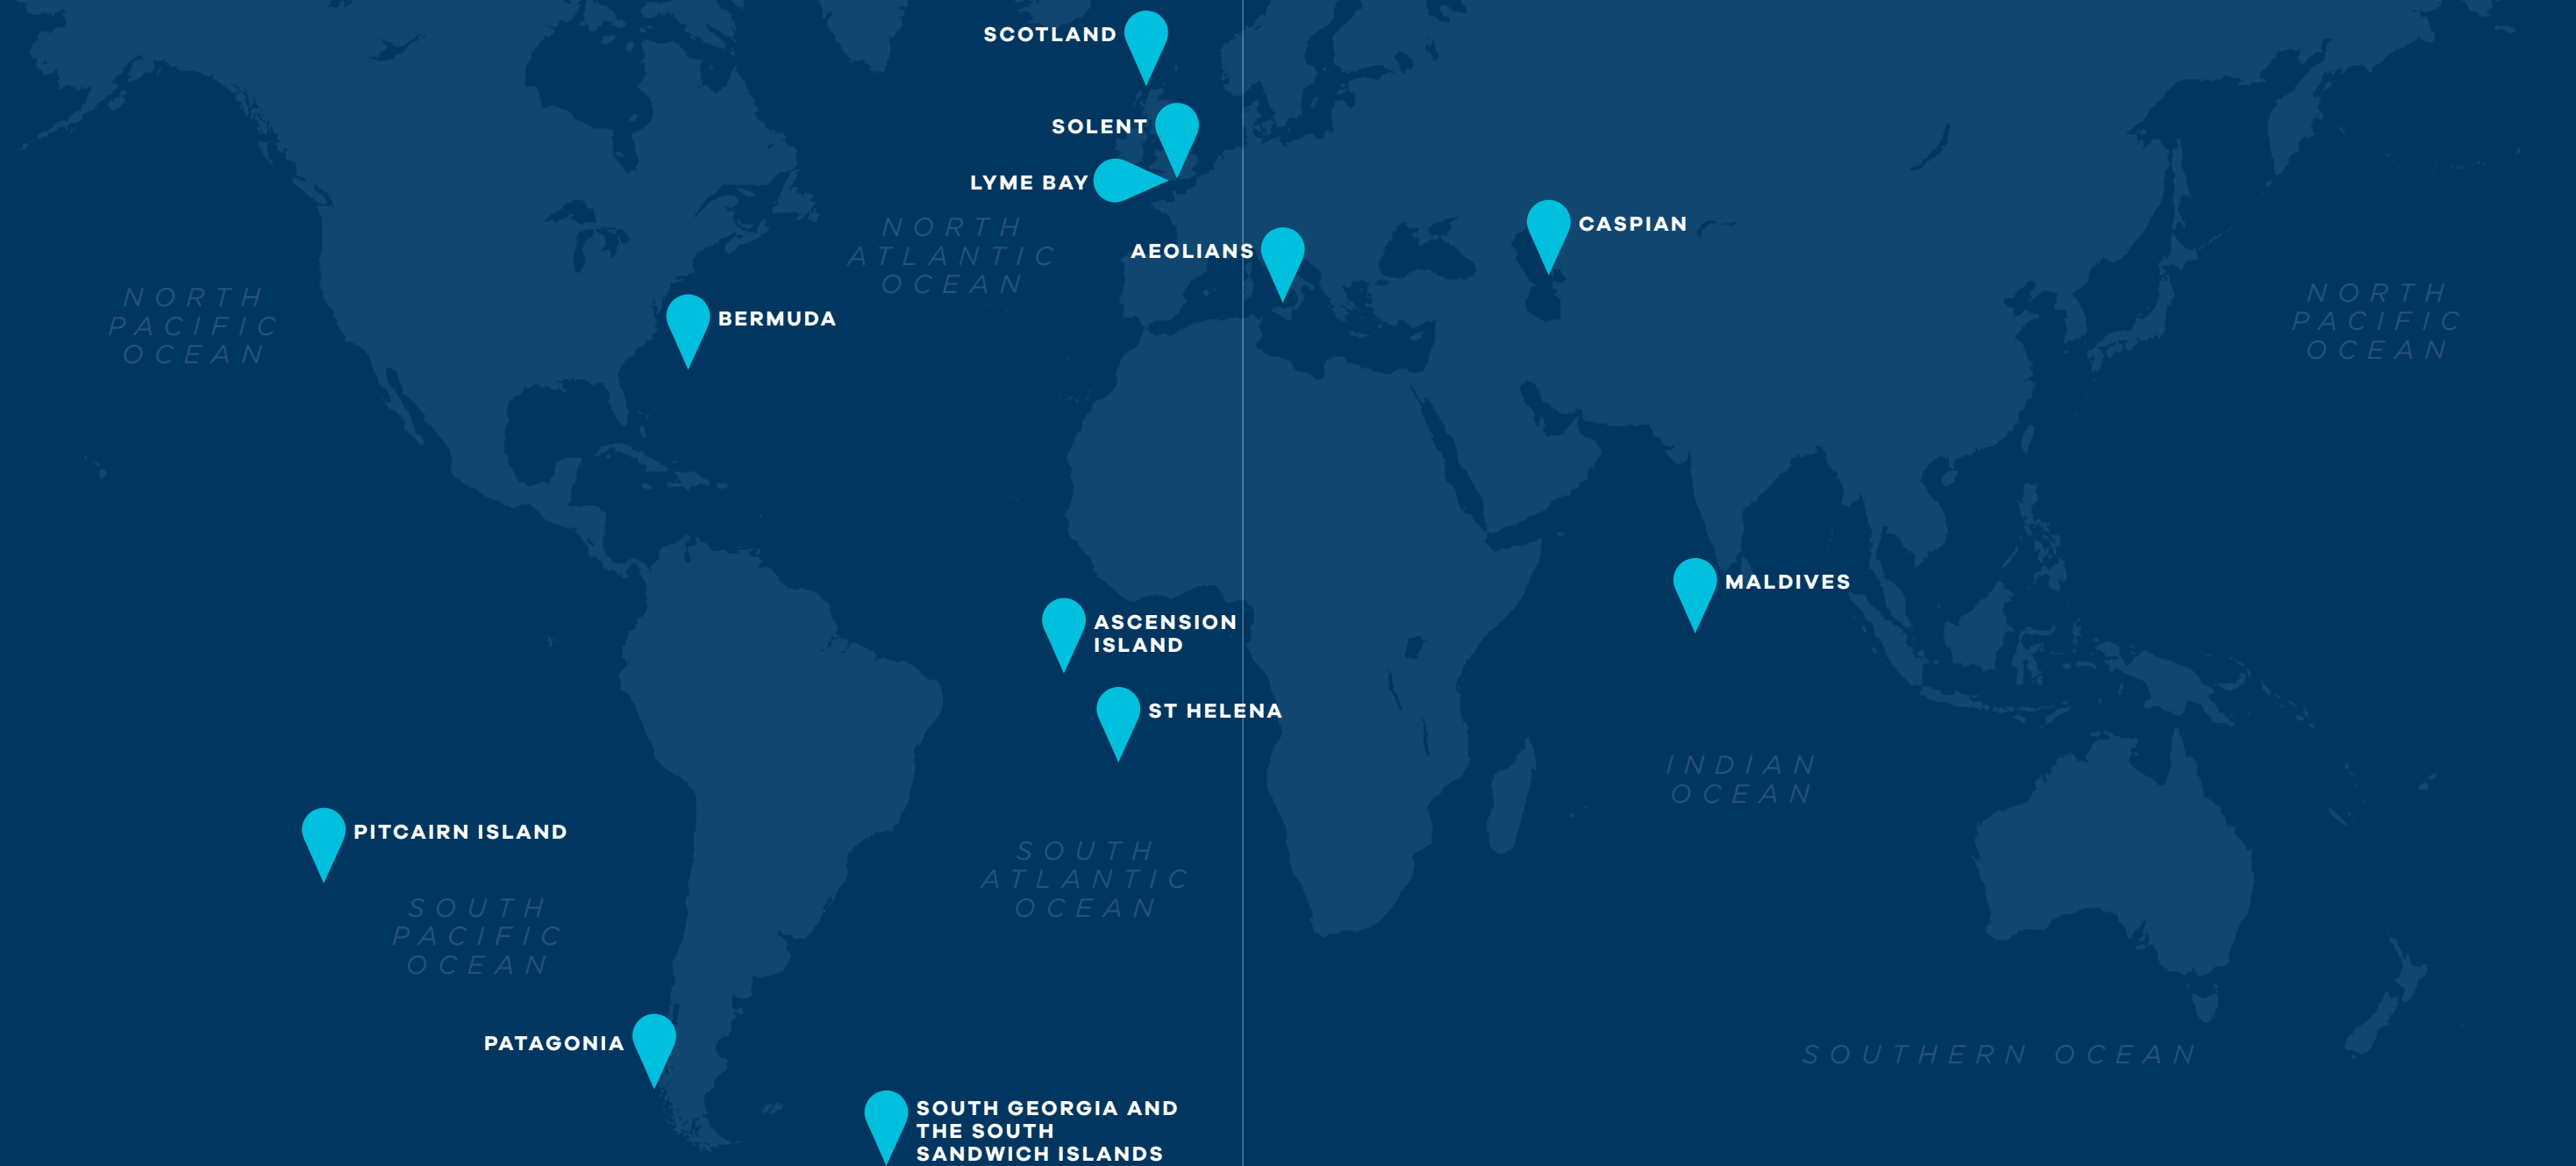 SCOTLAND
SOLENT
LYME BAY
NORTH
ATLANTIC
OCEAN
CASPIAN
AEOLIANS
NORTH
PACIFIC
OCEAN
BERMUDA
NORTH
PACIFIC
OCEAN
MALDIVES
ASCENSION
ISLAND
ST HELENA
INDIAN
OCEAN
PITCAIRN ISLAND
SOUTH
ATLANTIC
OCEAN
SOUTH
PACIFIC
OCEAN
PATAGONIA
SOUTHERN OCEAN
SOUTH GEORGIA AND
THE SOUTH
SANDWICH ISLANDS